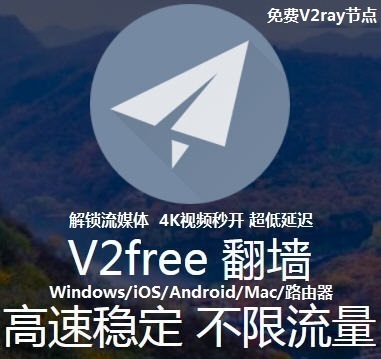 免费V2ray节点
解锁流媒体 4K视频秒开 超低延迟
V2free 翻墙
Windows/iOS/Android/Mac/路由器
高速稳定 不限流量